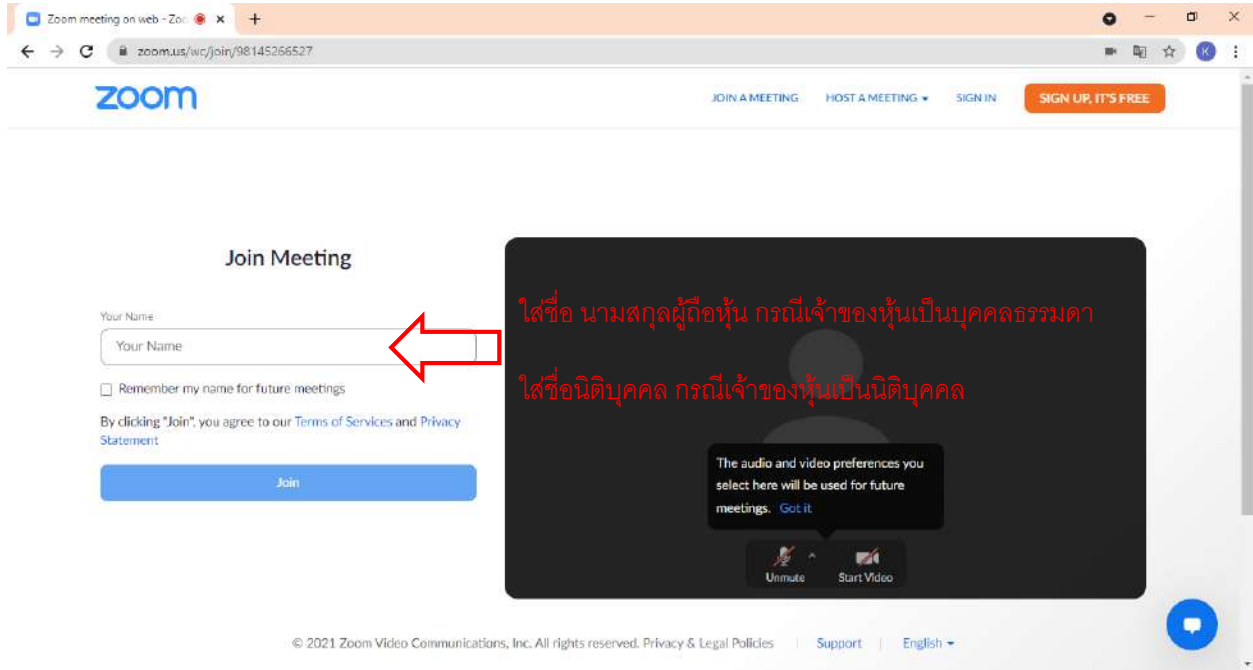 Zoom meeting on web - Zoo
zoom.us/wc/join/98145266527
K
zoom
JOIN A MEETING
HOST A MEETING
SIGN IN
SIGN UP, IT'S FREE
Join Meeting
Your Name
Your Name
Remember my name for future meetings
By clicking "Join", you agree to our Terms of Services and Privacy
Statement
Join
ใส่ชื่อ นามสกุลผู้ถือหุ้น กรณีเจ้าของหุ้นเป็นบุคคลธรรมดา
ใส่ชื่อนิติบุคคล กรณีเจ้าของหุ้นเป็นนิติบุคคล
The audio and video preferences you
select here will be used for future
meetings. Got it
Unmute
Start Video
© 2021 Zoom Video Communications, Inc. All rights reserved. Privacy & Legal Policies
Support
English